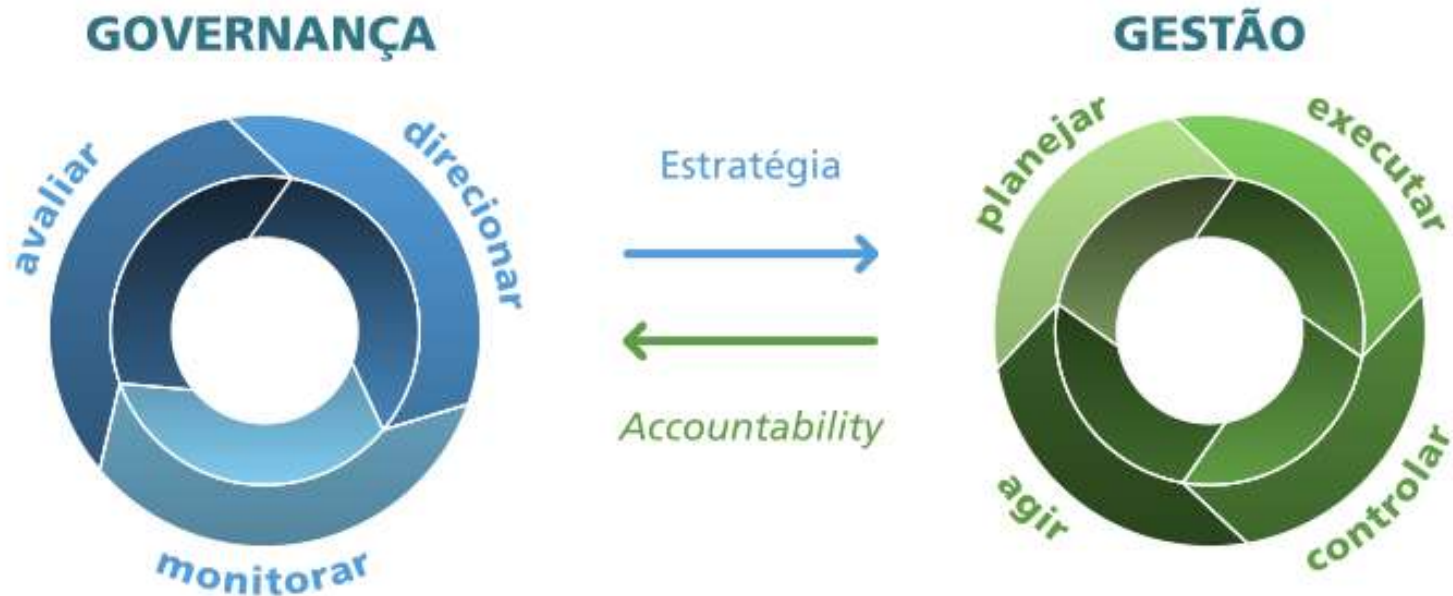 GOVERNANÇA
GESTÃO
avaliar
direcionar
monitorar
Estratégia
Accountability
planejar
executar
controlar
agir